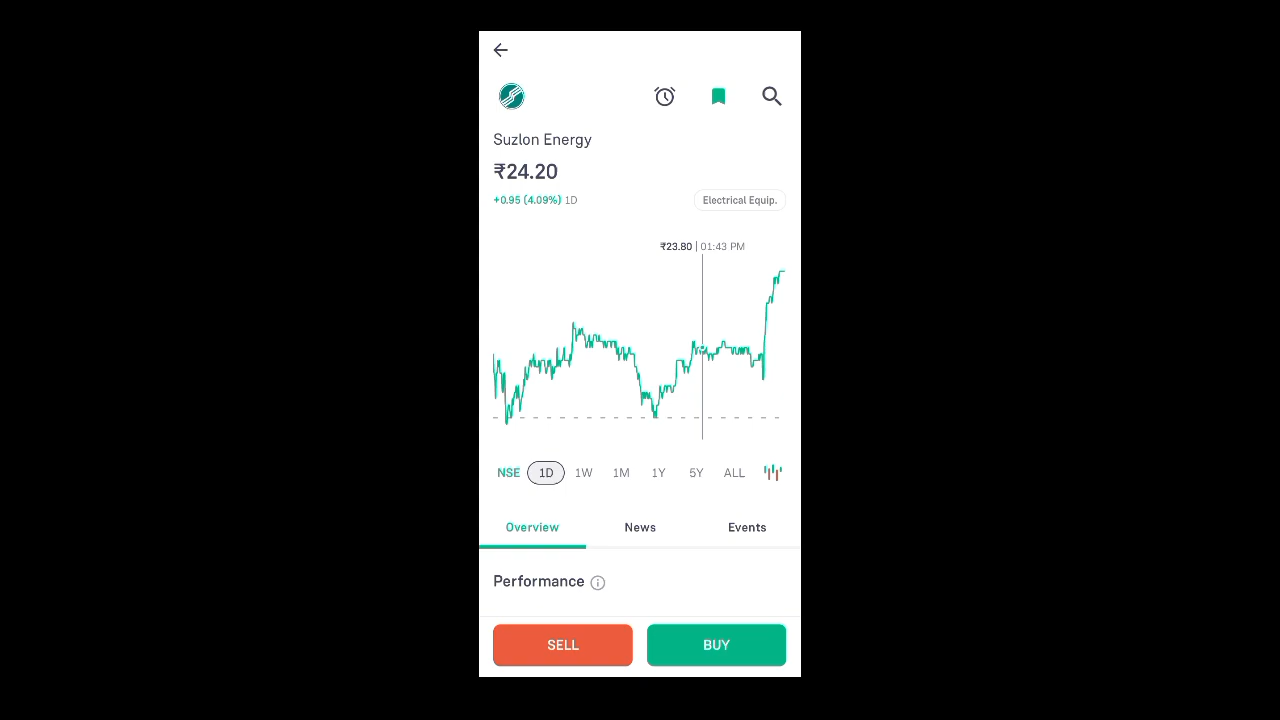 Suzlon Energy
₹24.20
+0.95 (4.09%) 1D
Electrical Equip.
₹23.80 | 01:43 PM
NSE 1D 1W 1M 1Y 5Y ALL
Overview News Events
Performance
SELL BUY